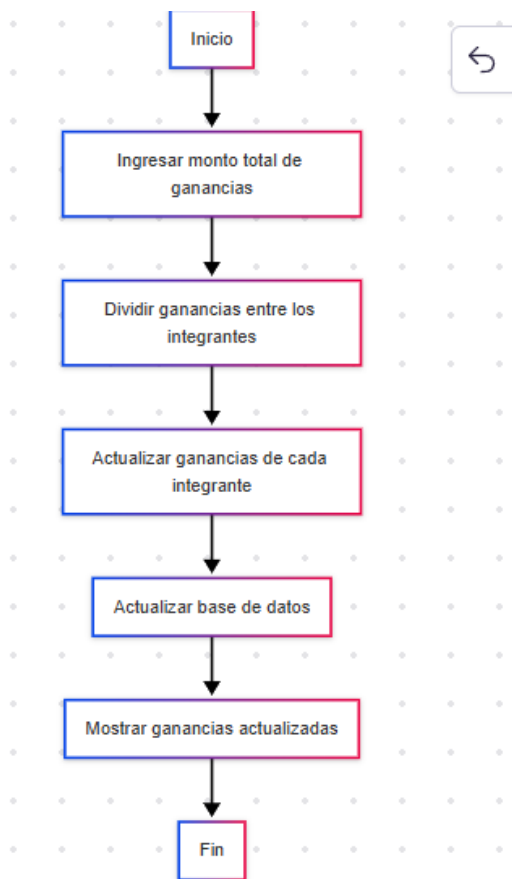 Inicio
Ingresar monto total de
ganancias
Dividir ganancias entre los
integrantes
Actualizar ganancias de cada
integrante
Actualizar base de datos
Mostrar ganancias actualizadas
Fin